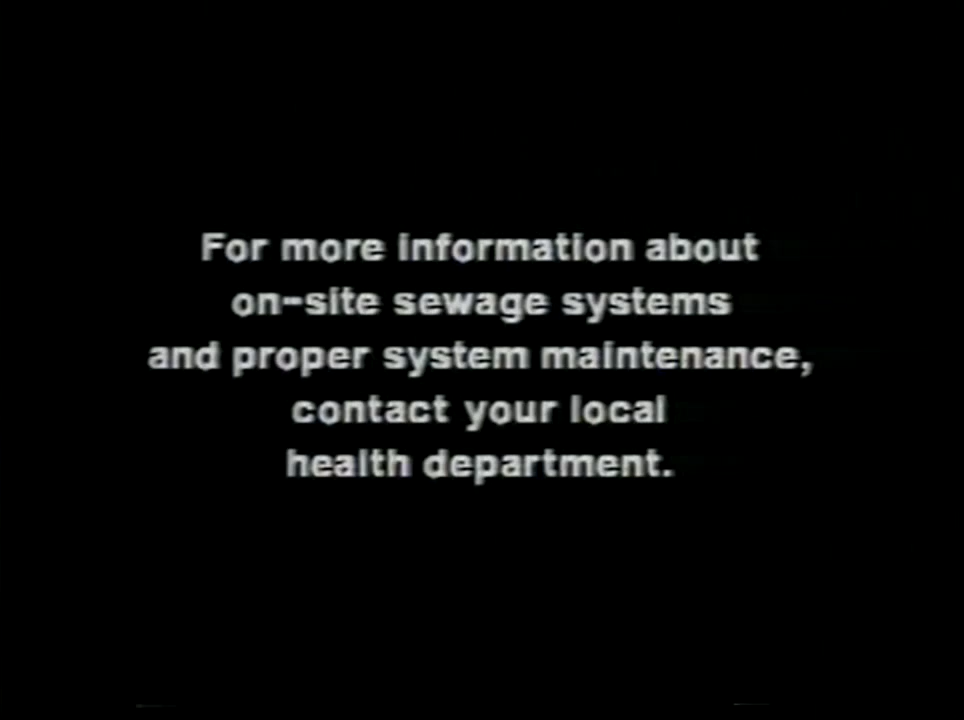 For more information about
on-site sewage systems
and proper system maintenance,
contact your local
health department.